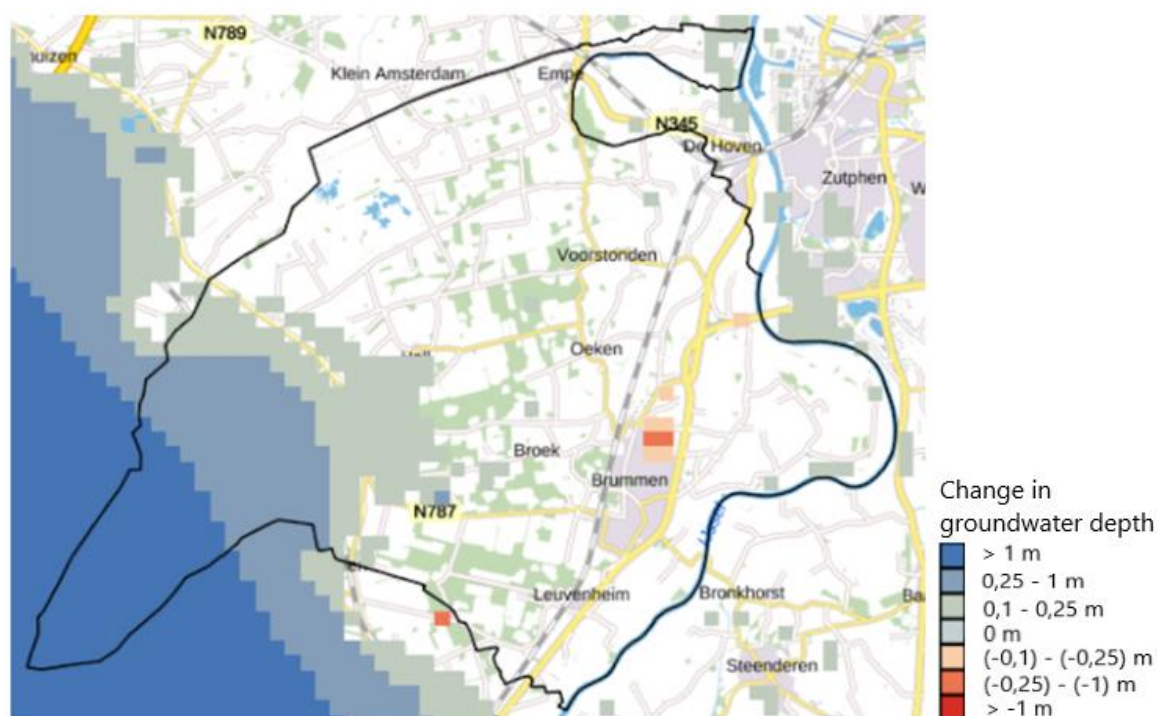 N789
Klein Amsterdam
Empe
N345
De Hoven
Zutphen
W
Voorstonden
Oeken
Broek
Brummen
N787
Leuvenheim
Bronkhorst
Steenderen
Change in
groundwater depth
> 1 m
0,25 - 1 m
0,1 - 0,25 m
0 m
(-0,1) - (-0,25) m
(-0,25) - (-1) m
> -1 m